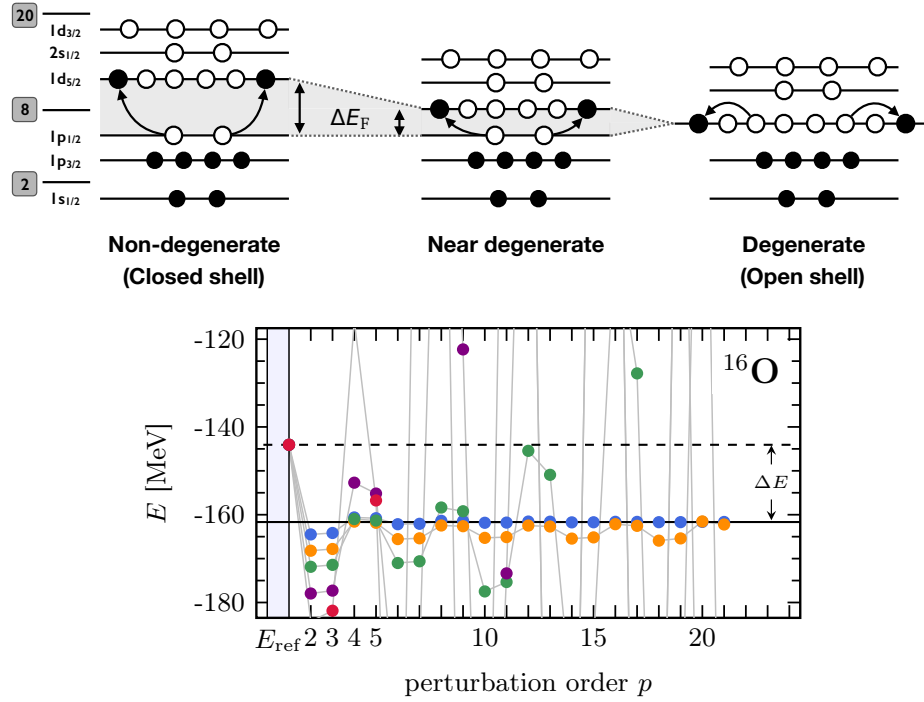 20
1d3/2
2s1/2
1d5/2
8
1p1/2
1p3/2
2
1s1/2
ΔE_F
Non-degenerate
(Closed shell)
Near degenerate
Degenerate
(Open shell)
16O
-120
-140
-160
-180
E [MeV]
ΔE
E_ref 2 3 4 5 10 15 20
perturbation order p